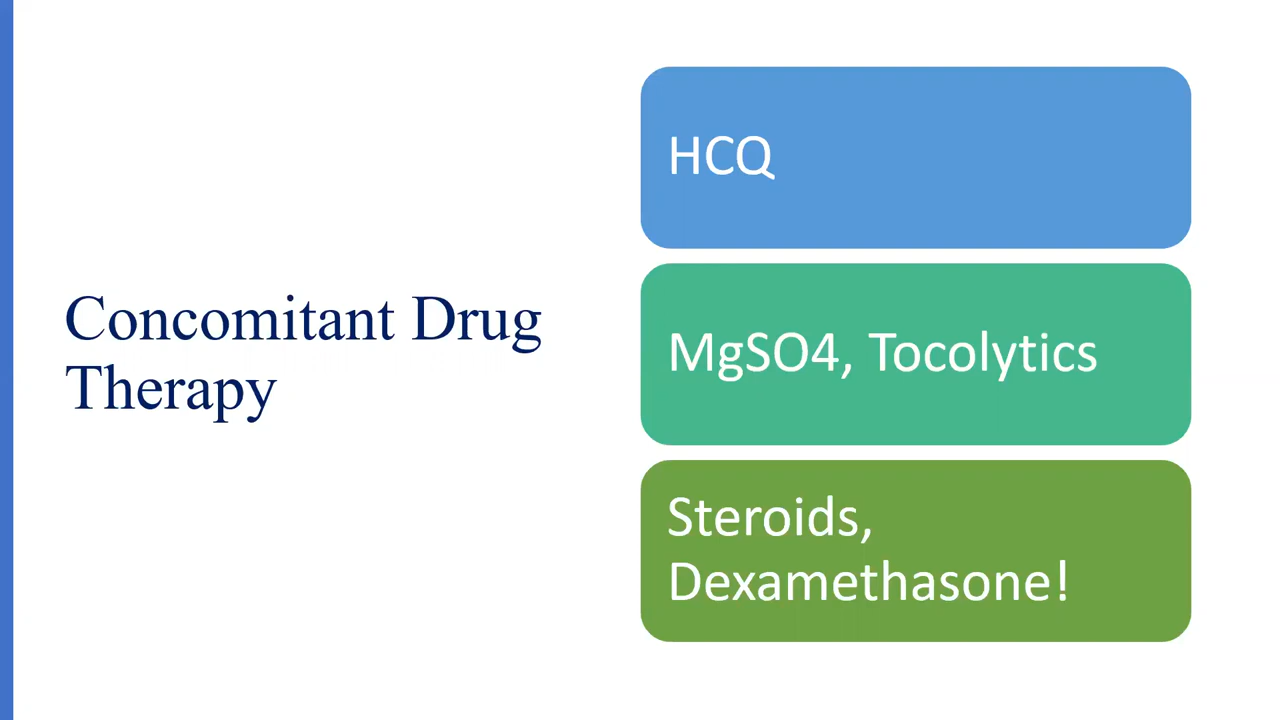 Concomitant Drug
Therapy
HCQ
MgSO4, Tocolytics
Steroids,
Dexamethasone!